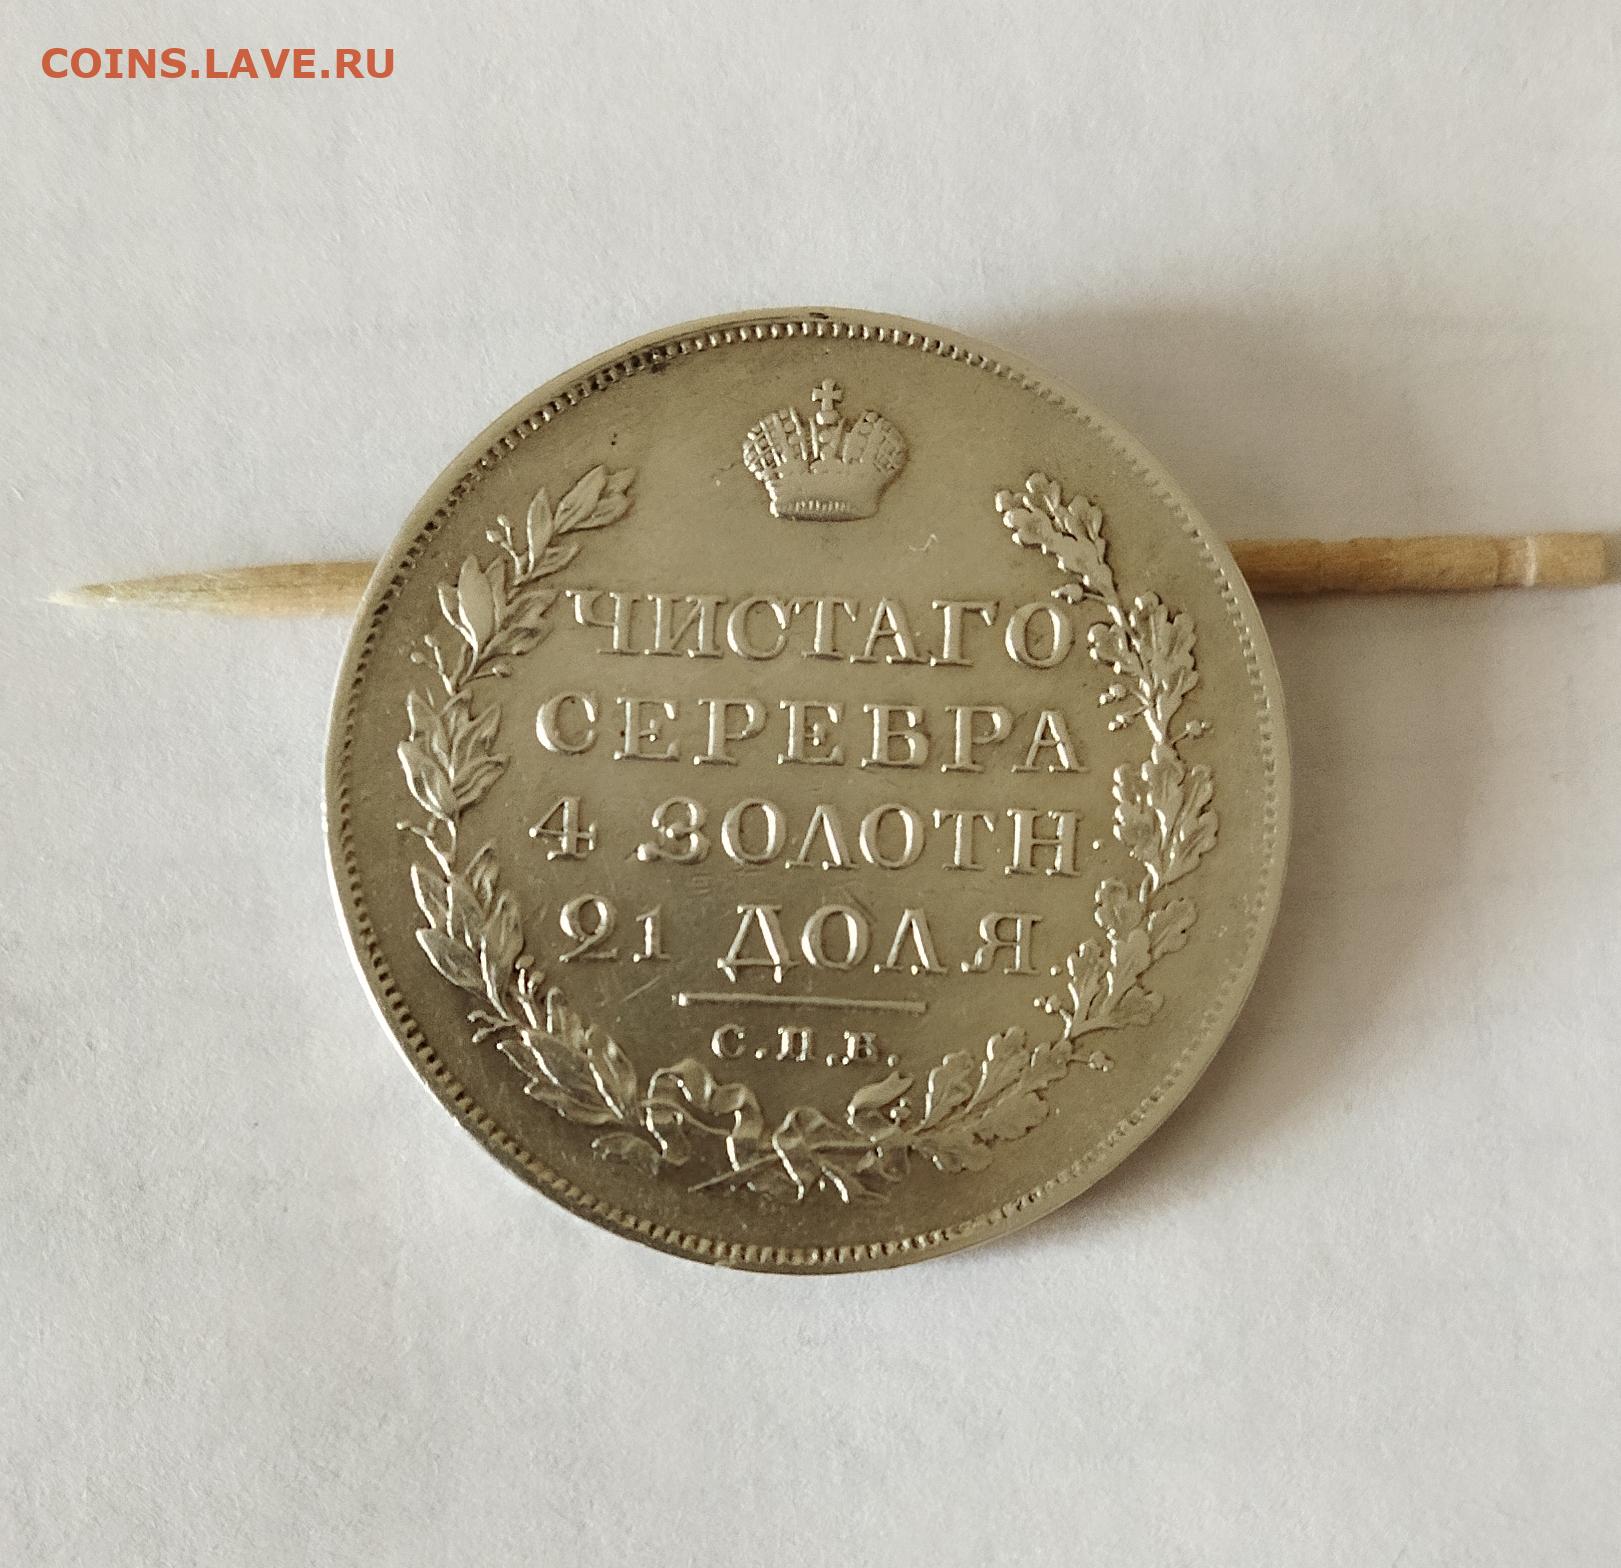 COINS.LAVE.RU
ЧИСТАГО
СЕРЕБРА
4 ЗОЛОТН.
21 ДОЛЯ.
С.П.Б.